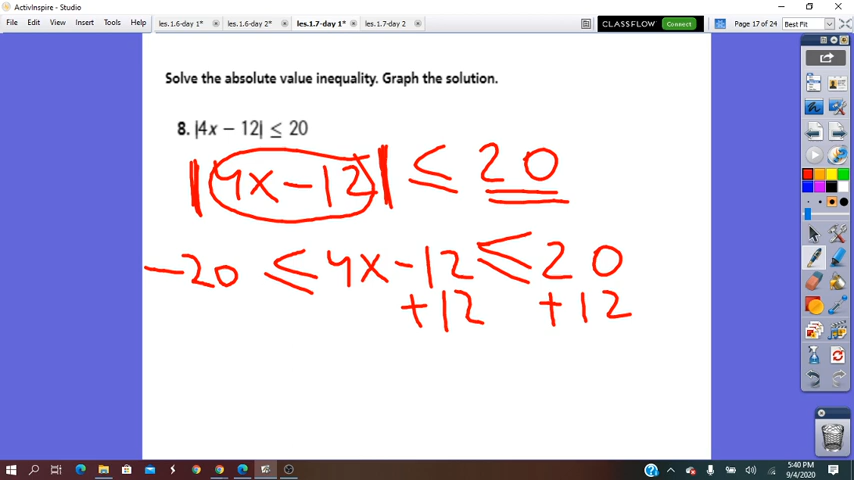 ActivInspire - Studio
File Edit View Insert Tools Help
les.1.6-day 1* les.1.6-day 2* les.1.7-day 1* les.1.7-day 2
CLASSFLOW Connect
Page 17 of 24 Best Fit
Solve the absolute value inequality. Graph the solution.
8. |4x − 12| ≤ 20
|4x−12| ≤ 20
−20 ≤ 4x−12 ≤ 20
+12 +12
5:40 PM
9/4/2020